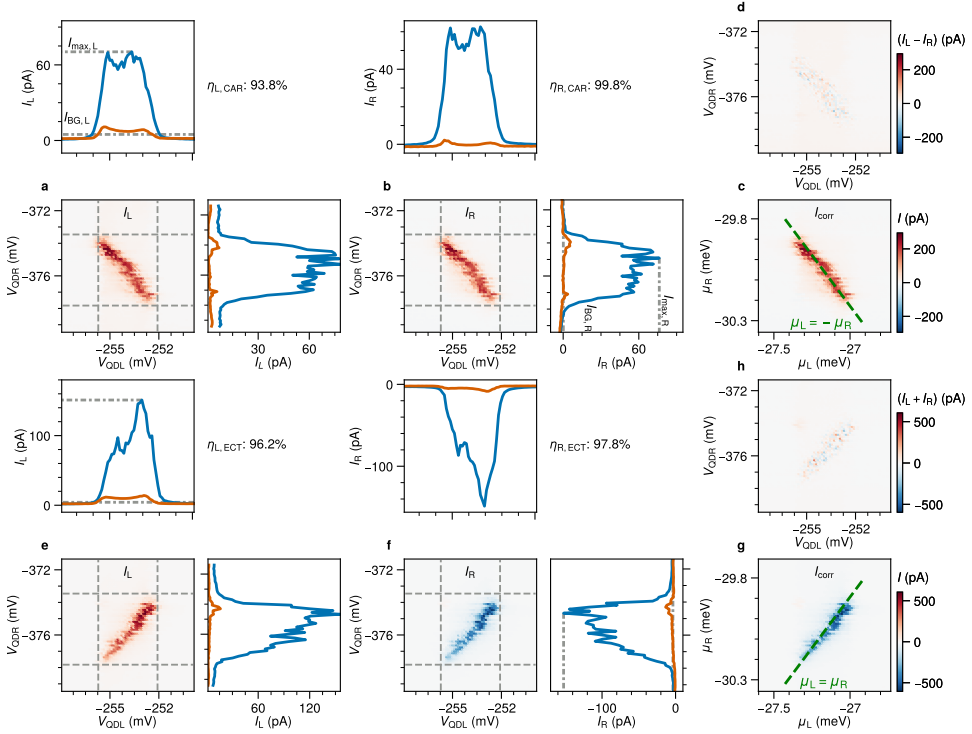 d
I_max, L
60
I_L (pA)
I_BG, L
0
η_L, CAR: 93.8%
60
40
I_R (pA)
20
0
η_R, CAR: 99.8%
−372
V_QDR (mV)
−376
−255
−252
V_QDL (mV)
(I_L − I_R) (pA)
200
0
−200
a
I_L
−372
V_QDR (mV)
−376
−255
−252
V_QDL (mV)
30
60
I_L (pA)
b
I_R
−372
V_QDR (mV)
−376
−255
−252
V_QDL (mV)
I_BG, R
I_max, R
0
60
I_R (pA)
c
I_corr
−29.8
μ_R (meV)
−30.3
μ_L = − μ_R
−27.5
−27
μ_L (meV)
I (pA)
200
0
−200
h
100
I_L (pA)
0
η_L, ECT: 96.2%
0
I_R (pA)
−100
η_R, ECT: 97.8%
−372
V_QDR (mV)
−376
−255
−252
V_QDL (mV)
(I_L + I_R) (pA)
500
0
−500
e
I_L
−372
V_QDR (mV)
−376
−255
−252
V_QDL (mV)
60
120
I_L (pA)
f
I_R
−372
V_QDR (mV)
−376
−255
−252
V_QDL (mV)
−100
0
I_R (pA)
g
I_corr
−29.8
μ_R (meV)
−30.3
μ_L = μ_R
−27.5
−27
μ_L (meV)
I (pA)
500
0
−500